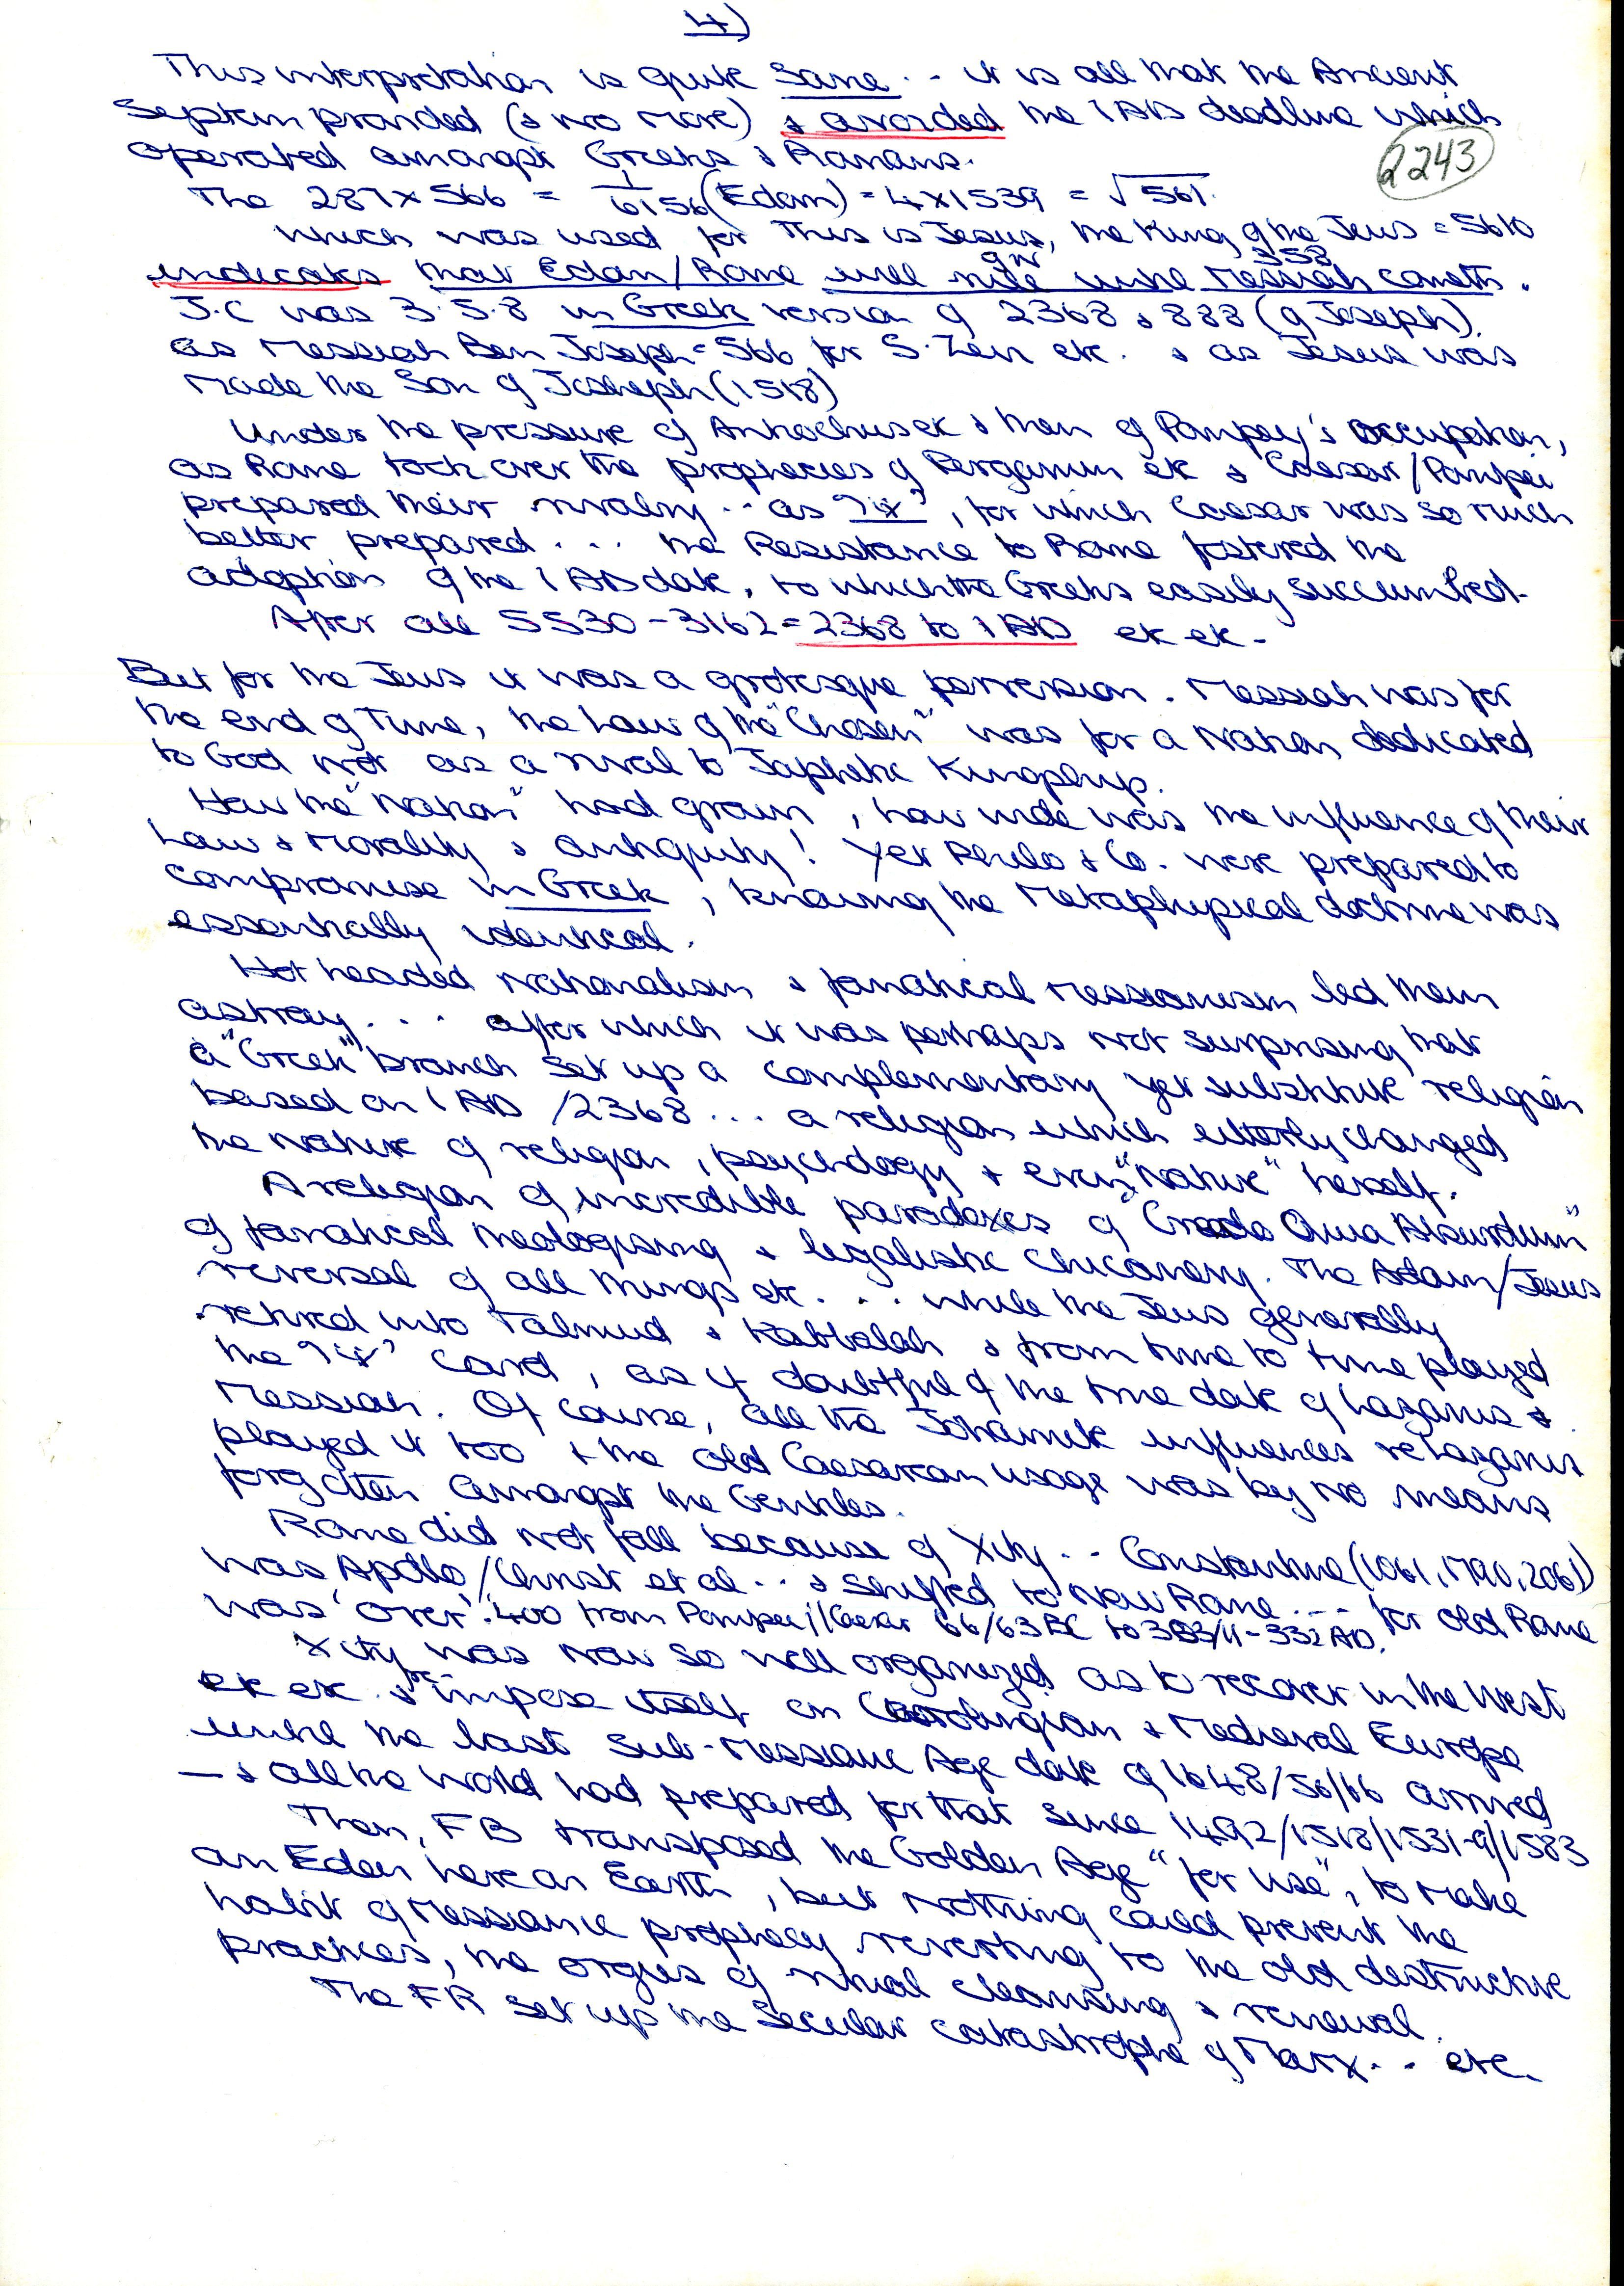 4)
This interpretation is quite Sane .. it is all that the Ancient
System provided (& no more) & avoided the 1 AD deadline which
operated amongst Greeks & Romans.
2243
The 287 x 566 = 1/6156 (Edom) = 4 x 1539 = √561.
which was used for This is Jesus, the King of the Jews = 5610
indicates that Edom/Rome will rule until Messiah cometh.
358
J.C was 3.5.8 in Greek version of 2368 & 888 (of Joseph).
as Messiah Ben Joseph = 566 for S. Zevi etc. & as Jesus was
made the Son of Joseph (1518)
Under the pressure of Antiochus etc & then of Pompey's occupation,
as Rome took over the prophecies of Pergamum etc & Caesar/Pompei
prepared their rivalry .. as "ix", for which Caesar was so much
better prepared ... the Resistance to Rome fostered the
adoption of the 1 AD date, to which the Greeks easily succumbed.
After all 5530 - 3162 = 2368 to 1 AD etc etc -
But for the Jews it was a grotesque perversion. Messiah was for
the end of Time, the Law of the "Chosen" was for a Nation dedicated
to God not as a rival to Japhetic Kingship.
How the "Nation" had grown, how wide was the influence of their
Law & Morality & antiquity! Yet Philo & Co. were prepared to
compromise in Greek, knowing the Metaphysical doctrine was
essentially identical.
Hot headed Nationalism & fanatical Messianism led them
astray ... after which it was perhaps not surprising that
a "Greek" branch set up a complementary yet substitute religion
based on 1 AD /2368 ... a religion which utterly changed
the nature of religion, psychology & even "Nature" herself.
A religion of incredible paradoxes of "Credo Quia Absurdum"
of fanatical theologising & legalistic chicanery. The Adam/Jesus
reversal of all things etc. ... while the Jews generally
retired into Talmud & Kabbalah & from time to time played
the "ix" card, as if doubtful of the true date of Lazarus &
Messiah. Of course, all the Johannite influences re Lazarus
played it too & the old Caesarean usage was by no means
forgotten amongst the Gentiles.
Rome did not fall because of Xity .. Constantine (1061, 1790, 2061)
was Apollo/Christ et al .. & shifted to New Rome ... for old Rome
was 'over'. 400 from Pompei/Caesar 66/63 BC to 333/11-332 AD.
Xity was now so well organized as to recover in the West
etc etc & impose itself on Carolingian & Medieval Europe
until the last sub-Messianic Age date of 1648/56/66 arrived
— & all the World had prepared for that since 1492/1518/1531-9/1583
Then, FB transposed the Golden Age "for Use", to make
an Eden here on Earth, but nothing could prevent the
habit of Messianic prophecy reverting to the old destructive
practices, the orgies of ritual cleansing & renewal.
The FR set up the Secular catastrophe of Marx .. etc.